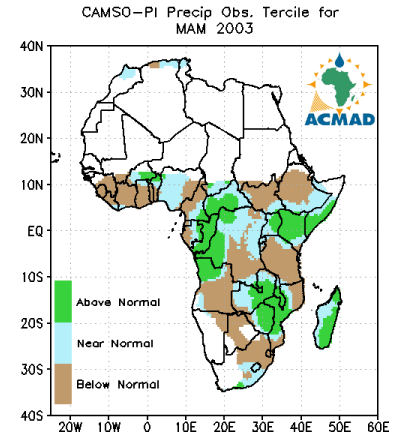 CAMSO-PI Precip Obs. Tercile for
MAM 2003
40N
30N
20N
10N
EQ
10S
20S
30S
40S
ACMAD
Above Normal
Near Normal
Below Normal
20W 10W 0 10E 20E 30E 40E 50E 60E